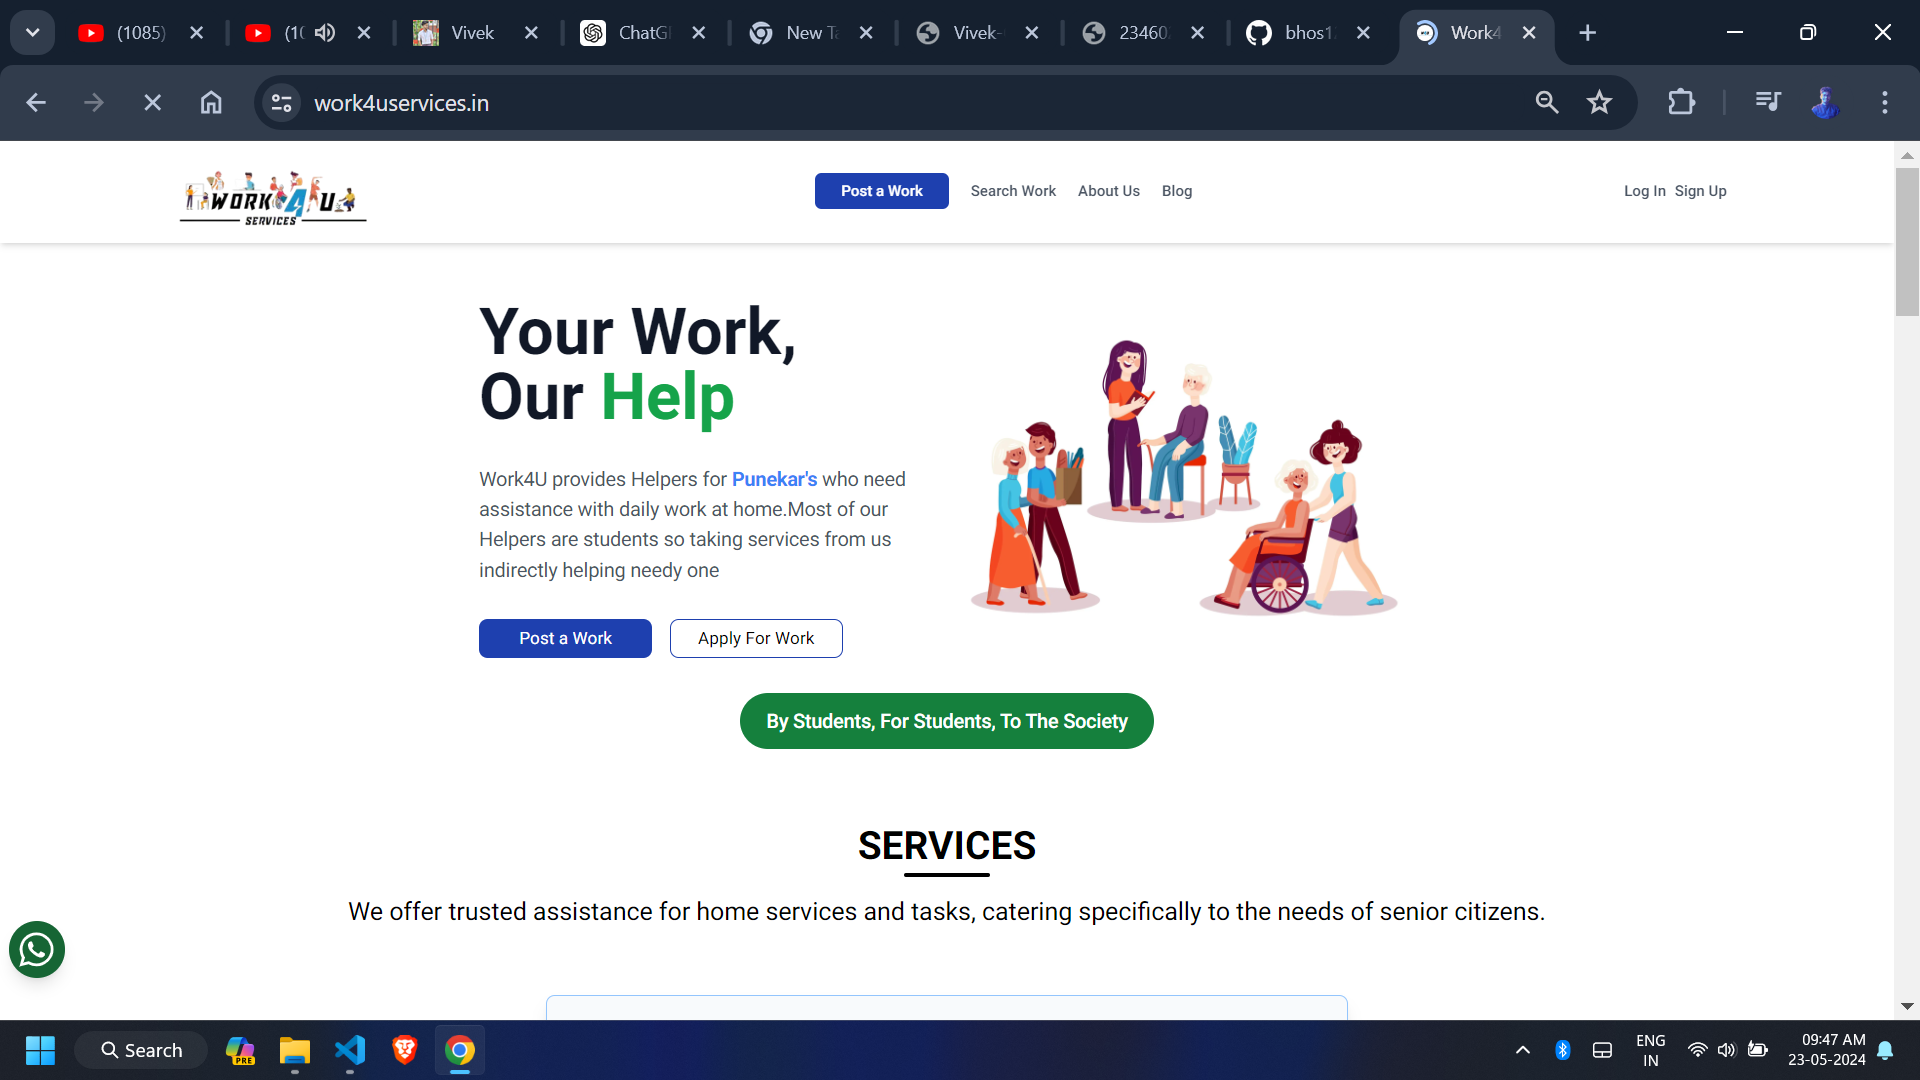 (1085)
(10
Vivek
ChatG
New Ta
Vivek-
23460
bhos1
Work4
work4uservices.in
WORK4U
SERVICES
Post a Work
Search Work
About Us
Blog
Log In
Sign Up
Your Work,
Our Help
Work4U provides Helpers for Punekar's who need
assistance with daily work at home.Most of our
Helpers are students so taking services from us
indirectly helping needy one
Post a Work
Apply For Work
By Students, For Students, To The Society
SERVICES
We offer trusted assistance for home services and tasks, catering specifically to the needs of senior citizens.
Search
PRE
ENG
IN
09:47 AM
23-05-2024